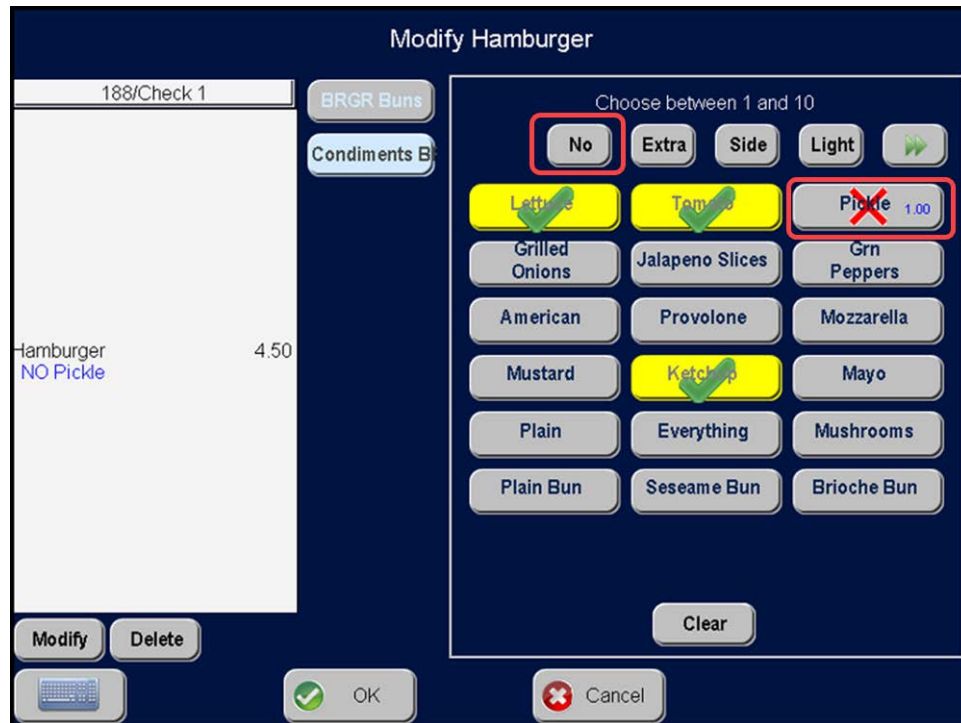 Modify Hamburger
188/Check 1
Hamburger 4.50
NO Pickle
BRGR Buns
Condiments B
Choose between 1 and 10
No
Extra
Side
Light
Lettuce
Tomato
Pickle 1.00
Grilled
Onions
Jalapeno Slices
Grn
Peppers
American
Provolone
Mozzarella
Mustard
Ketchup
Mayo
Plain
Everything
Mushrooms
Plain Bun
Seseame Bun
Brioche Bun
Clear
Modify
Delete
OK
Cancel